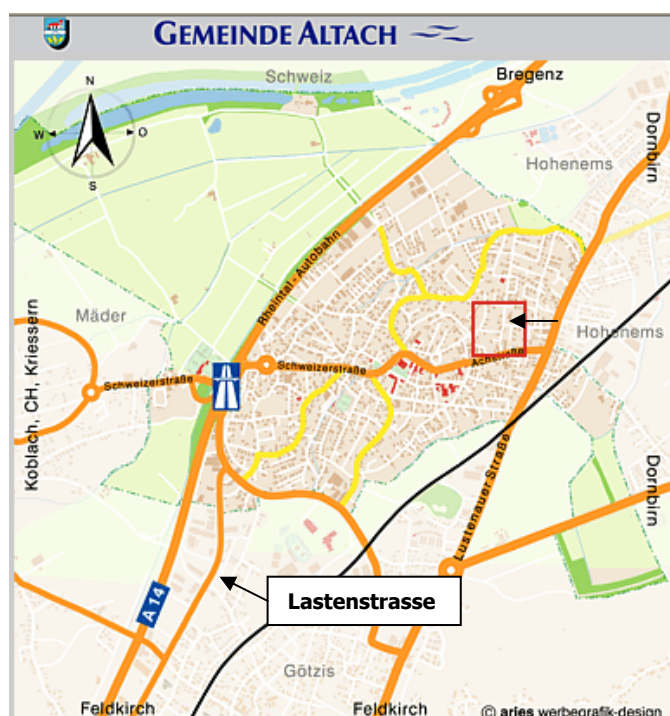 GEMEINDE ALTACH
Schweiz
Bregenz
N
W
O
S
Dornbirn
Hohenems
Rheintal - Autobahn
Mäder
Hohenems
Koblach, CH, Kriessern
Schweizerstraße
Schweizerstraße
Achstraße
Lustenauer Straße
Dornbirn
A 14
Lastenstrasse
Götzis
Feldkirch
Feldkirch
© aries werbegrafik-design